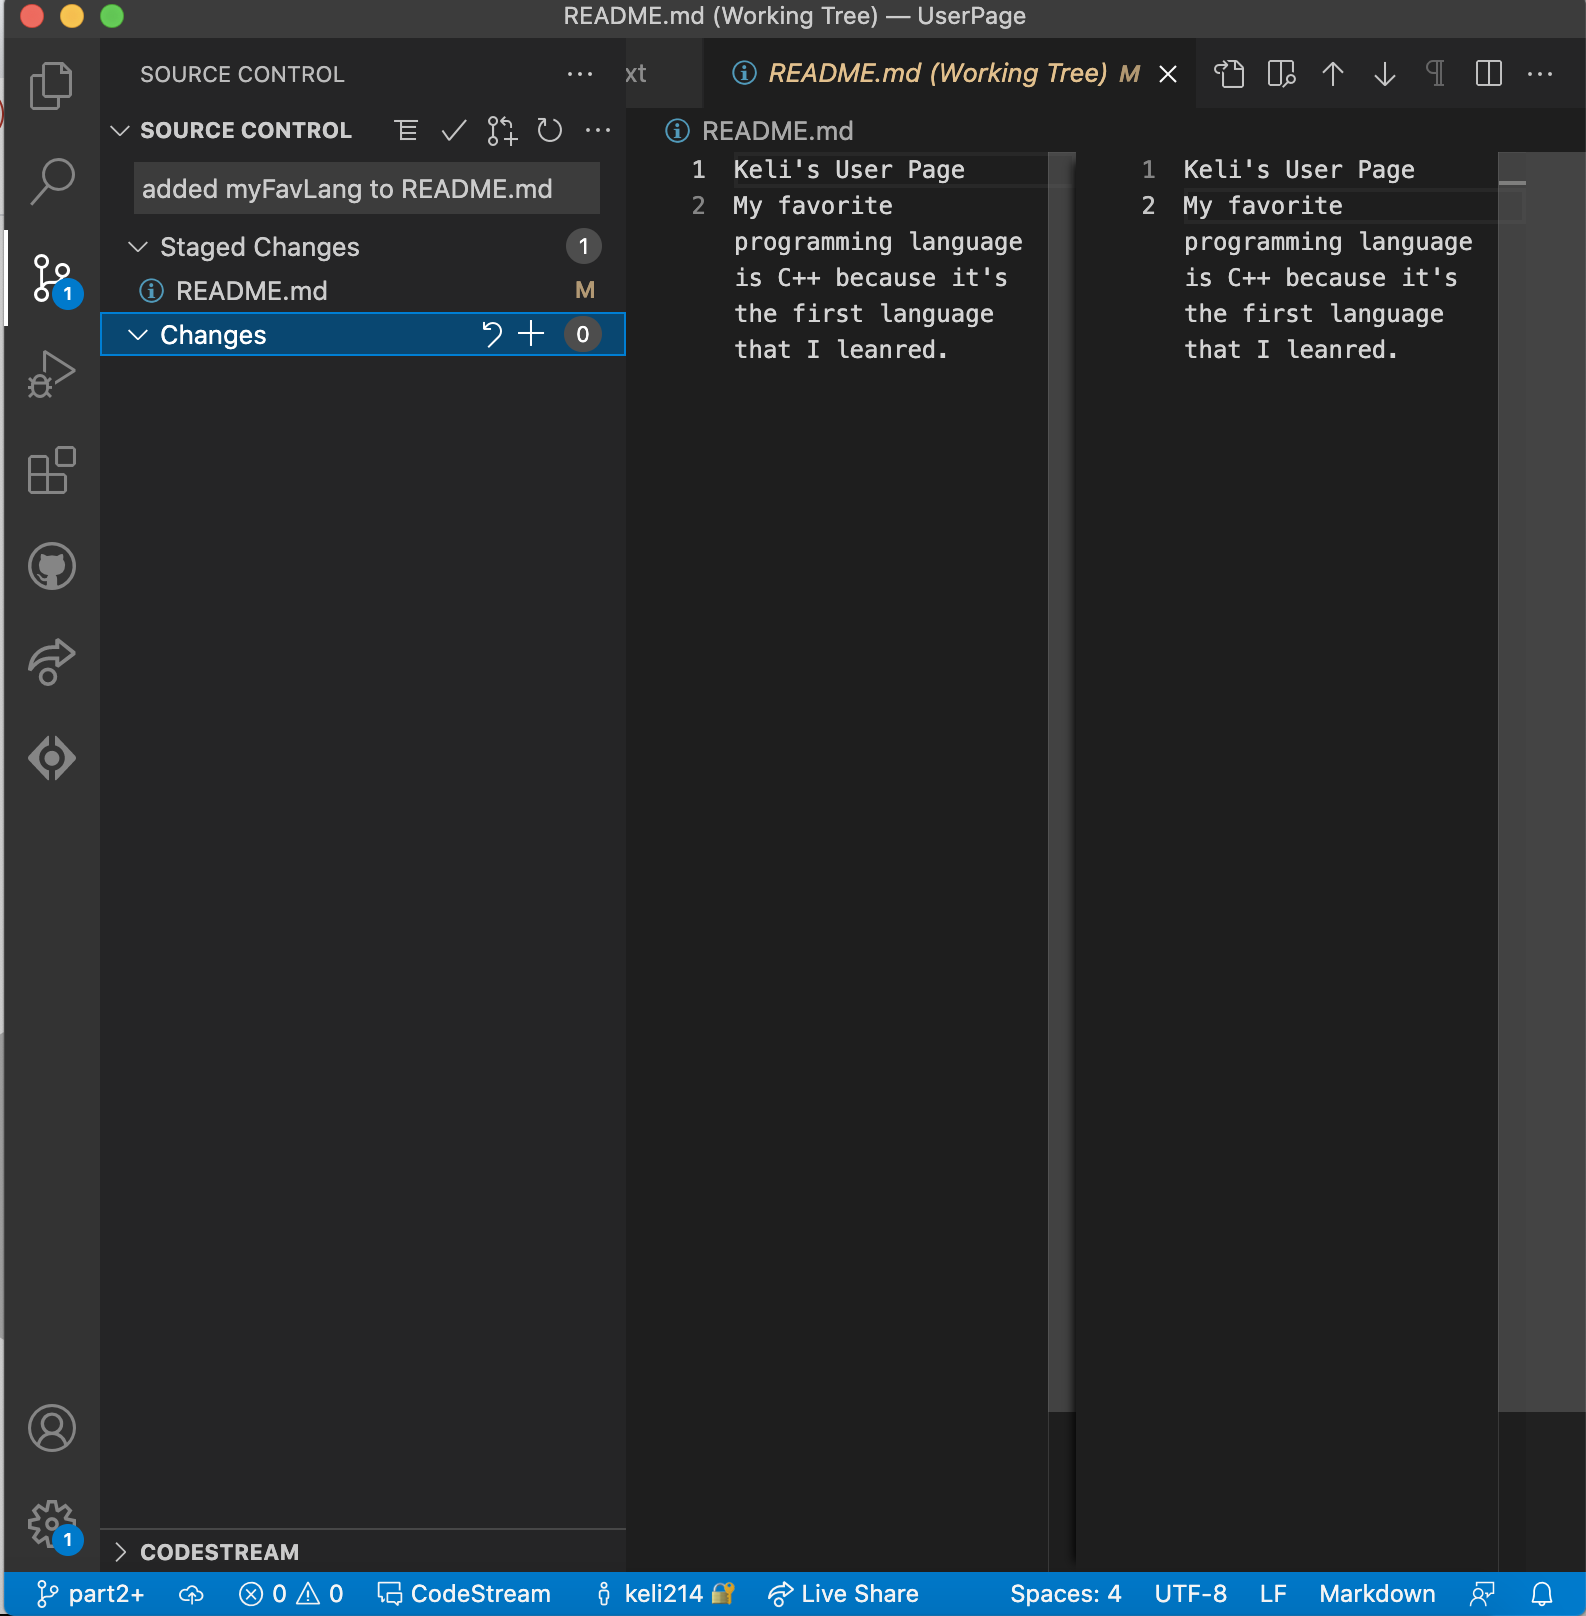 README.md (Working Tree) — UserPage
SOURCE CONTROL
xt
README.md (Working Tree) M
SOURCE CONTROL
README.md
added myFavLang to README.md
Staged Changes 1
README.md M
Changes 0
1 Keli's User Page
2 My favorite
programming language
is C++ because it's
the first language
that I leanred.
1 Keli's User Page
2 My favorite
programming language
is C++ because it's
the first language
that I leanred.
1
1
CODESTREAM
part2+ 0 0 CodeStream keli214 Live Share Spaces: 4 UTF-8 LF Markdown